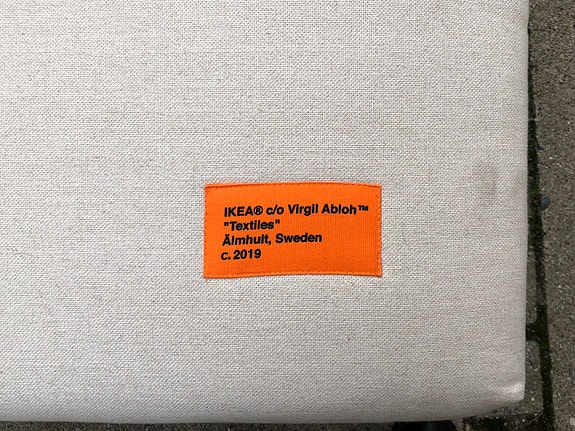 IKEA® c/o Virgil Abloh™
"Textiles"
Älmhult, Sweden
c. 2019